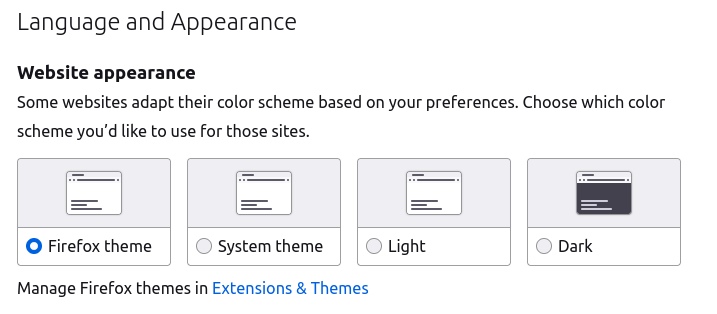 Language and Appearance
Website appearance
Some websites adapt their color scheme based on your preferences. Choose which color
scheme you’d like to use for those sites.
Firefox theme
System theme
Light
Dark
Manage Firefox themes in Extensions & Themes